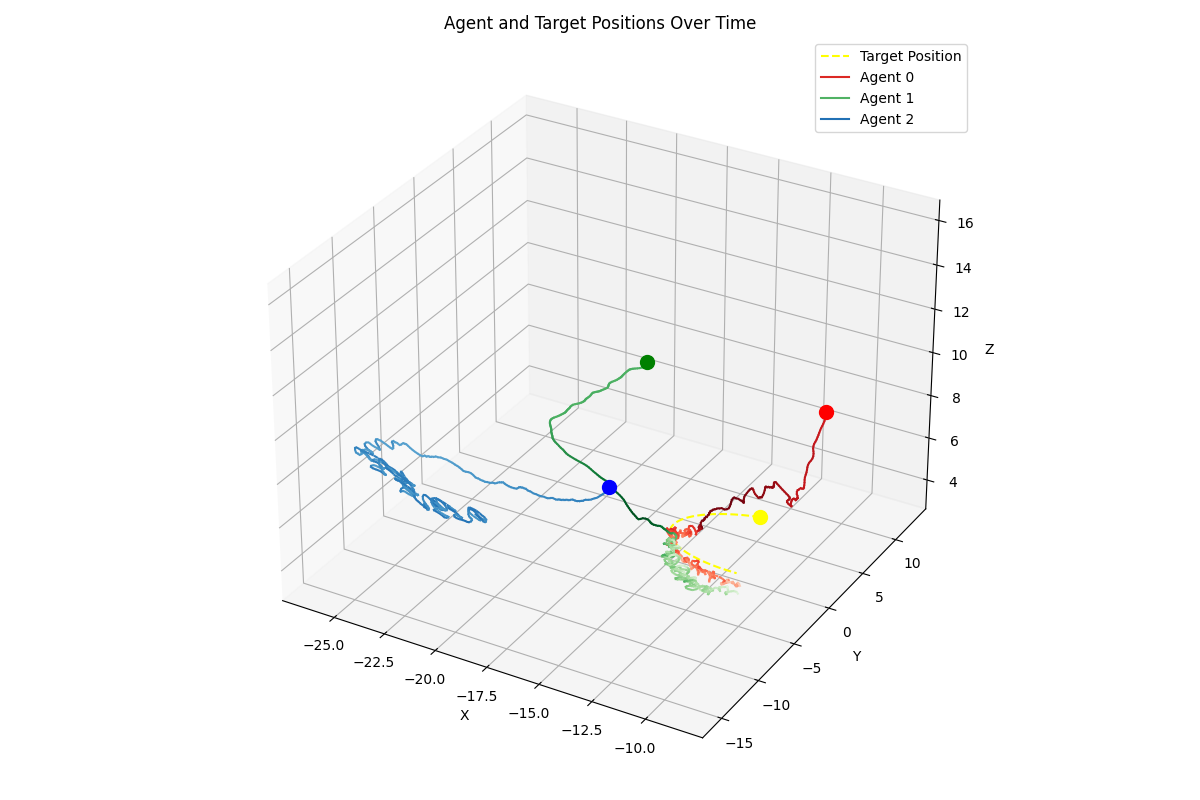 Agent and Target Positions Over Time
Target Position
Agent 0
Agent 1
Agent 2
16
14
12
10
8
6
4
Z
10
5
0
−5
−10
−15
Y
−25.0
−22.5
−20.0
−17.5
−15.0
−12.5
−10.0
X